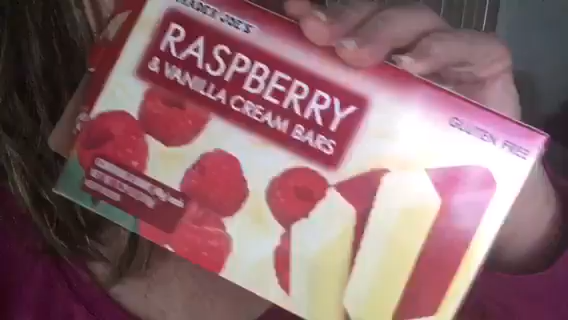 TRADER JOE'S
RASPBERRY
& VANILLA CREAM BARS
GLUTEN FREE